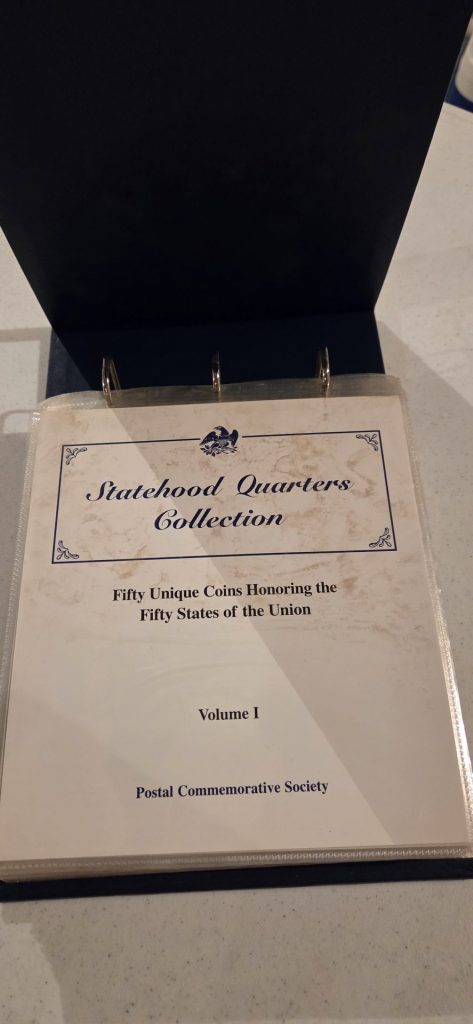 Statehood Quarters
Collection
Fifty Unique Coins Honoring the
Fifty States of the Union
Volume I
Postal Commemorative Society